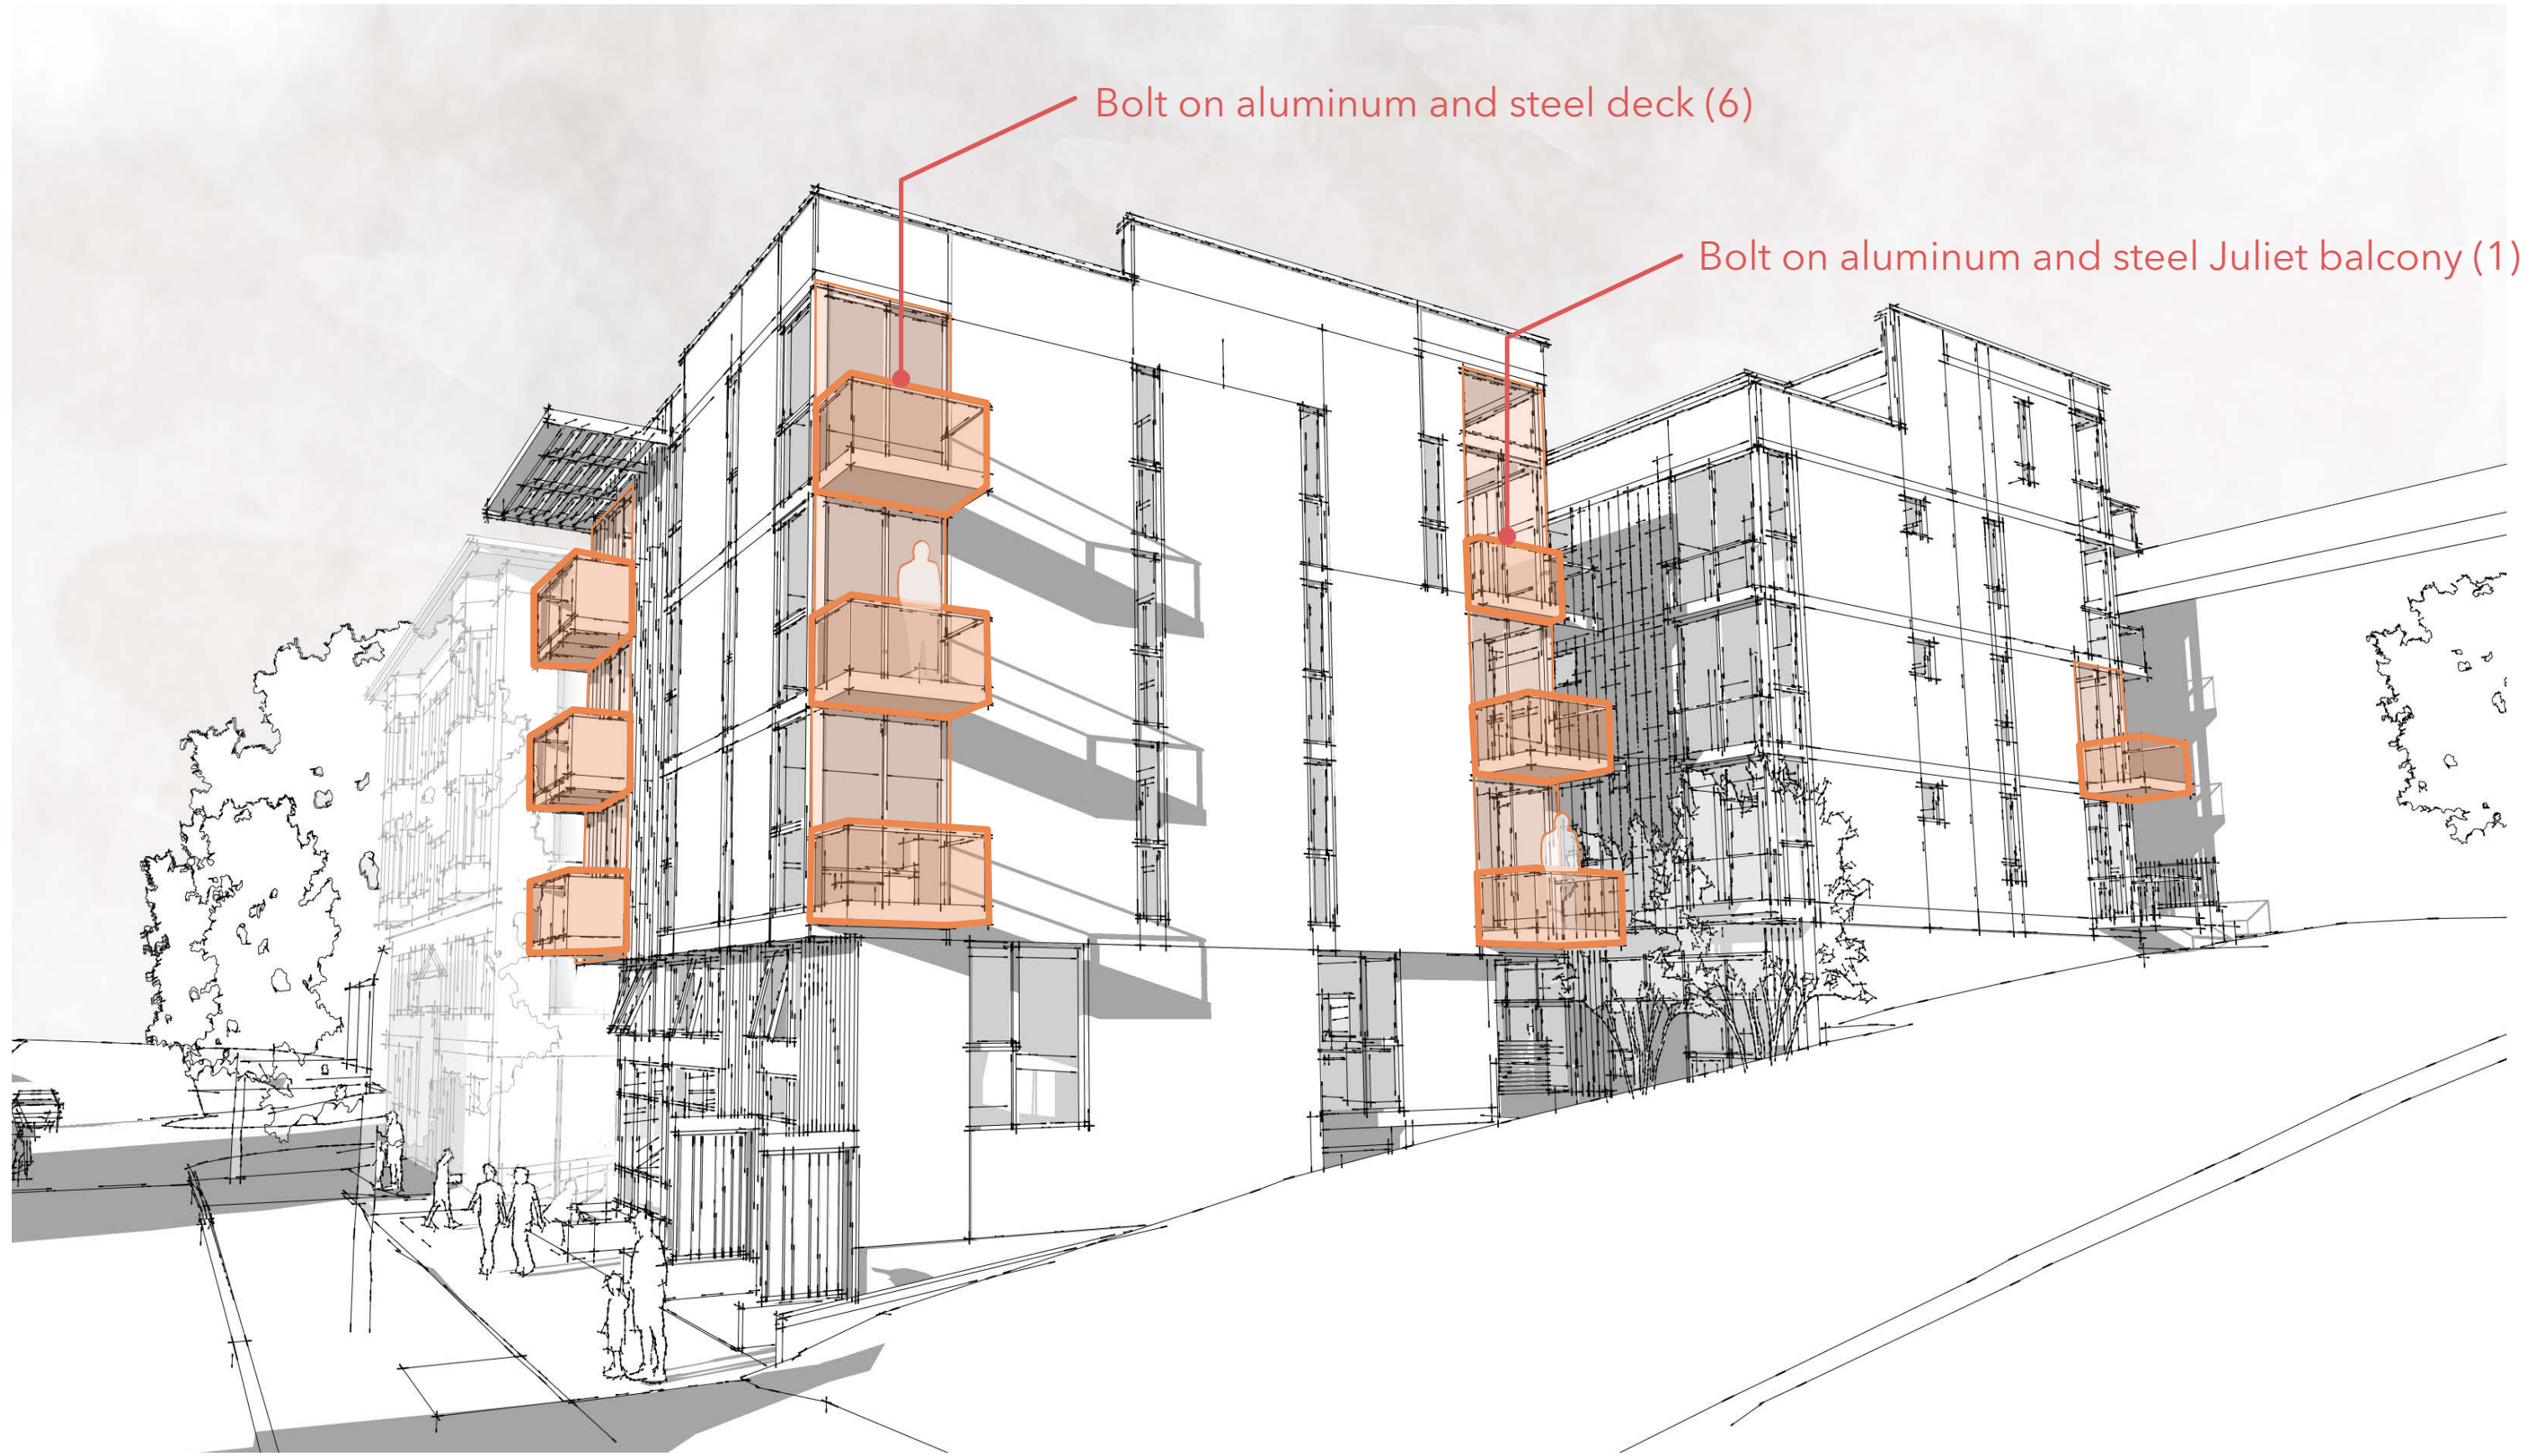 Bolt on aluminum and steel deck (6)
Bolt on aluminum and steel Juliet balcony (1)